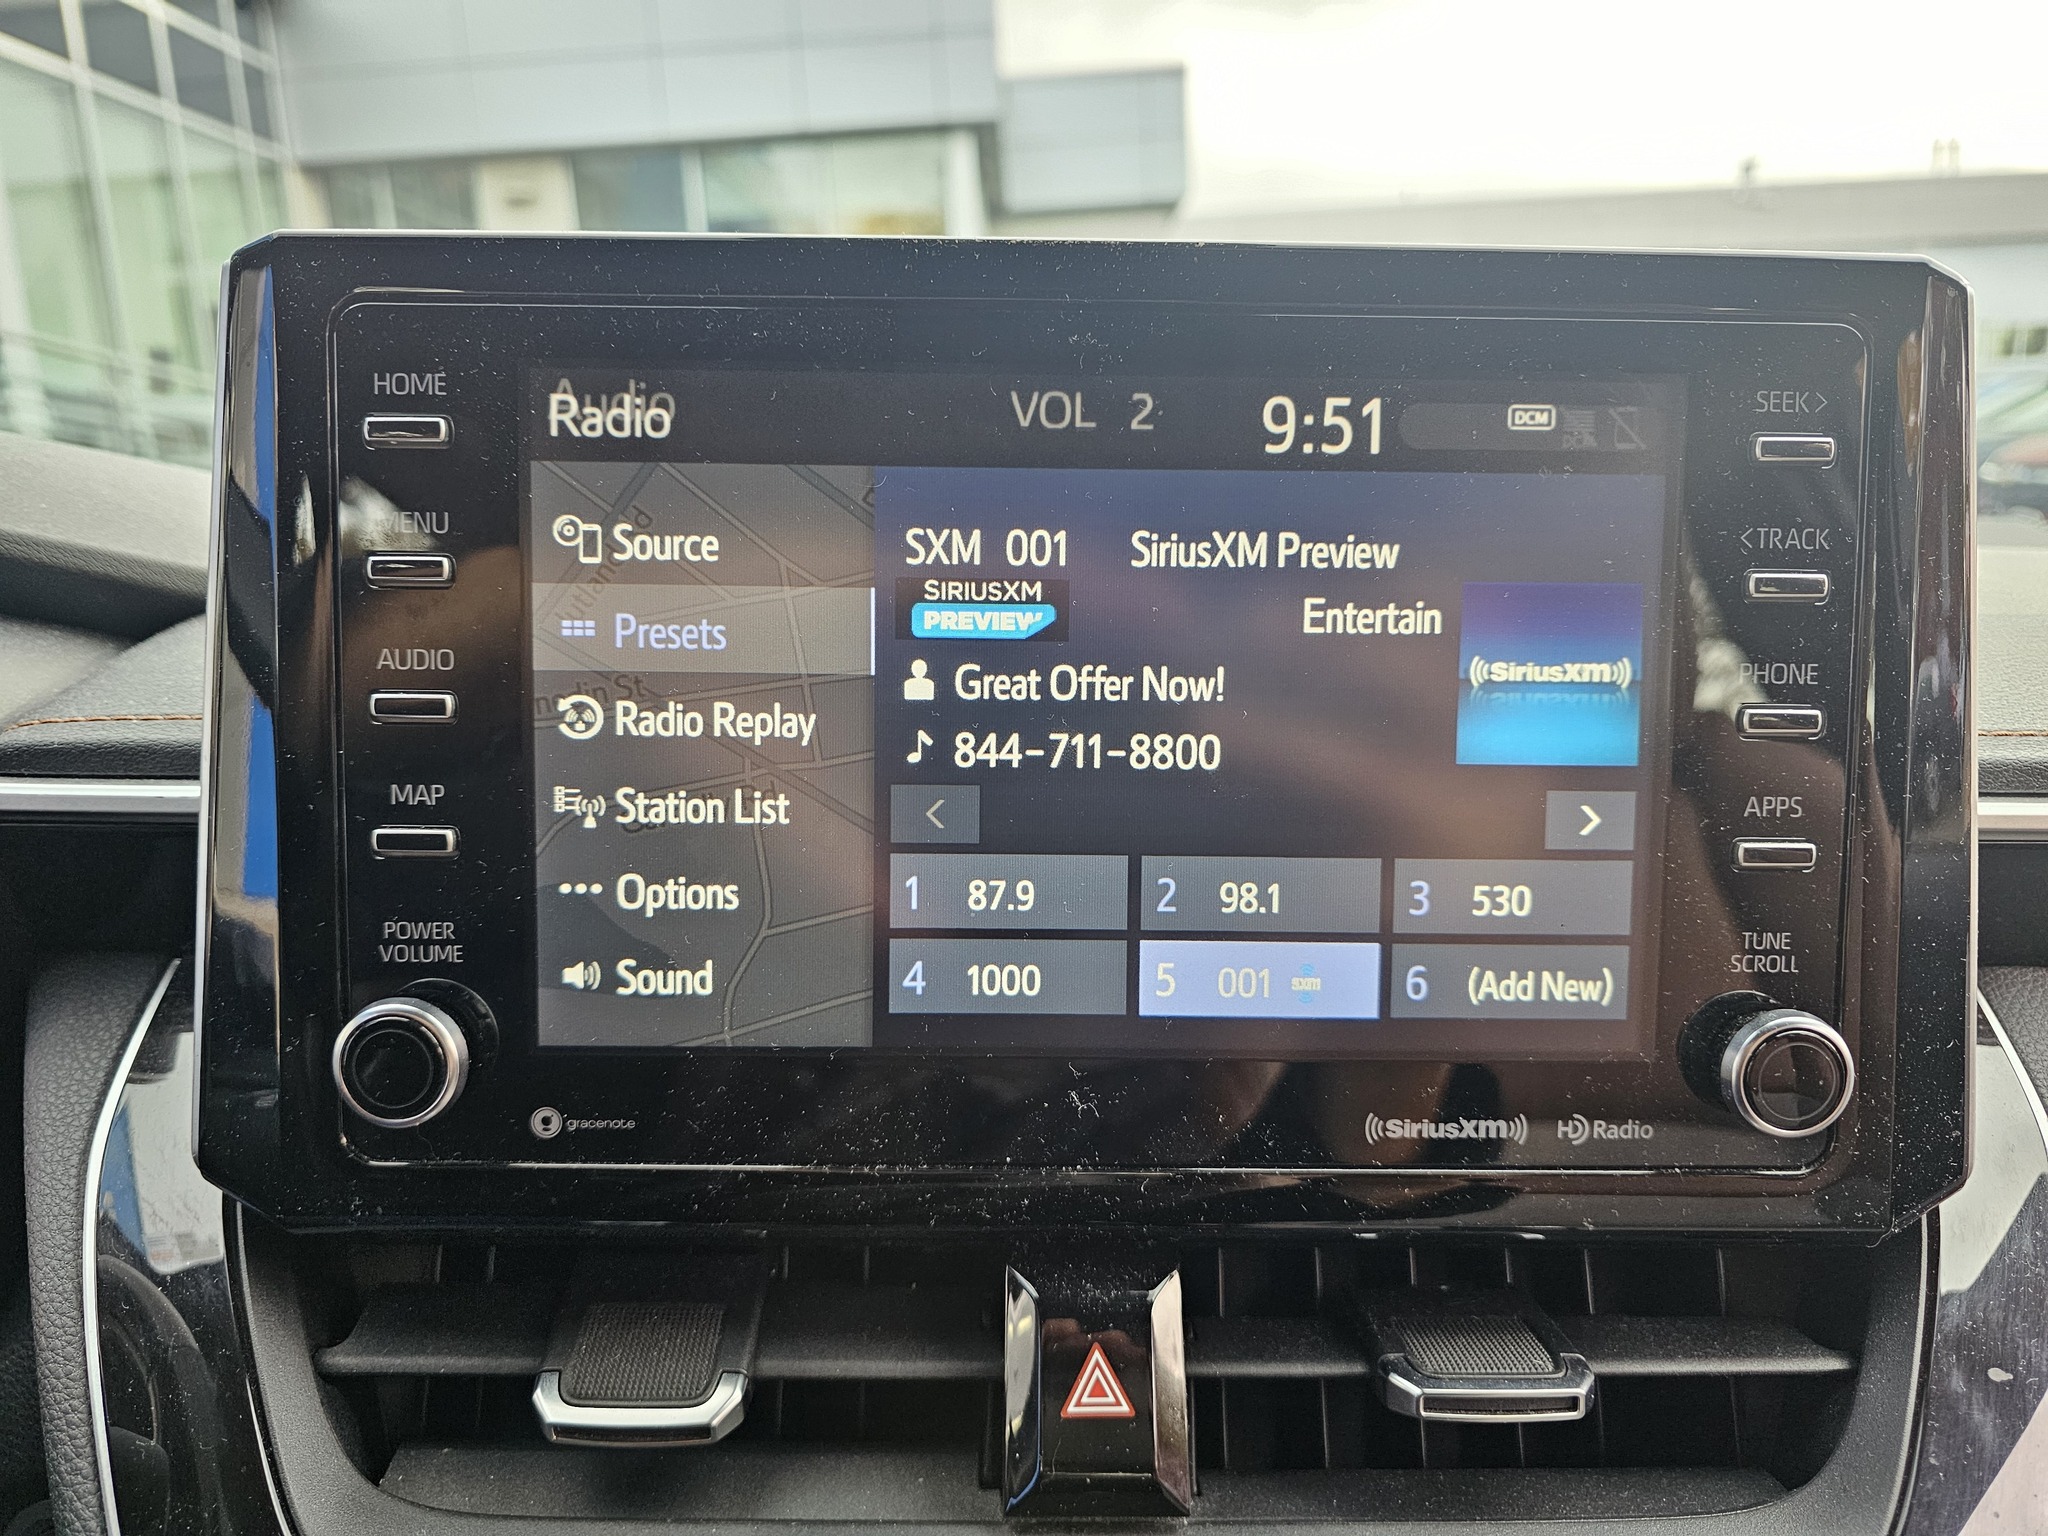 HOME
MENU
AUDIO
MAP
POWER
VOLUME
Audio
Radio
VOL 2
9:51
DCM
Source
Presets
Radio Replay
Station List
Options
Sound
SXM 001 SiriusXM Preview
SIRIUSXM
PREVIEW
Entertain
SiriusXM
Great Offer Now!
844-711-8800
<
>
1 87.9
2 98.1
3 530
4 1000
5 001 sxm
6 (Add New)
SEEK >
< TRACK
PHONE
APPS
TUNE
SCROLL
gracenote
SiriusXM
HD Radio